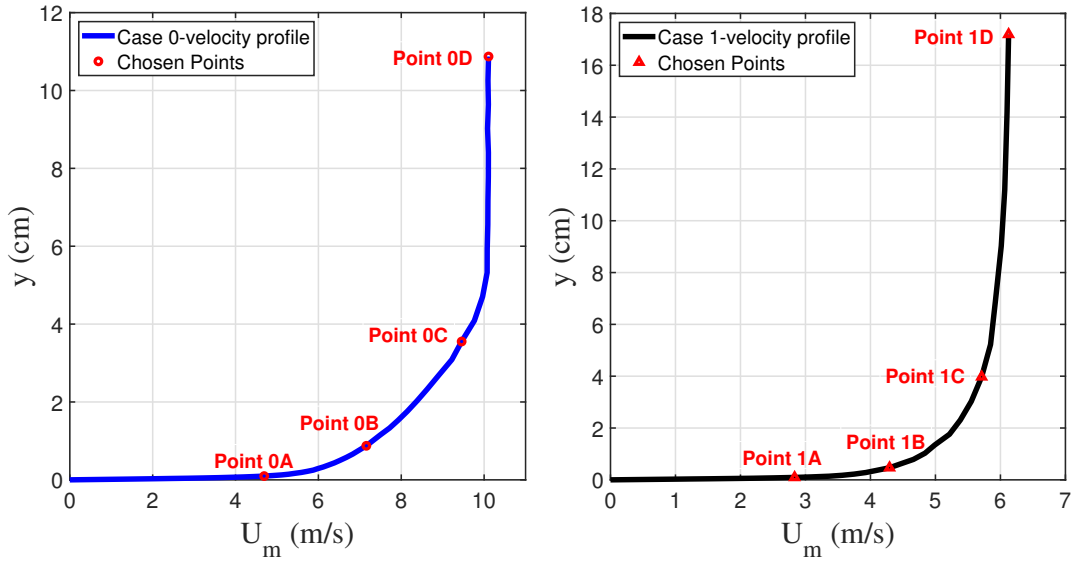 12
10
8
6
4
2
0
y (cm)
Case 0-velocity profile
Chosen Points
Point 0D
Point 0C
Point 0B
Point 0A
0 2 4 6 8 10
U_m (m/s)
18
16
14
12
10
8
6
4
2
0
y (cm)
Case 1-velocity profile
Chosen Points
Point 1D
Point 1C
Point 1B
Point 1A
0 1 2 3 4 5 6 7
U_m (m/s)